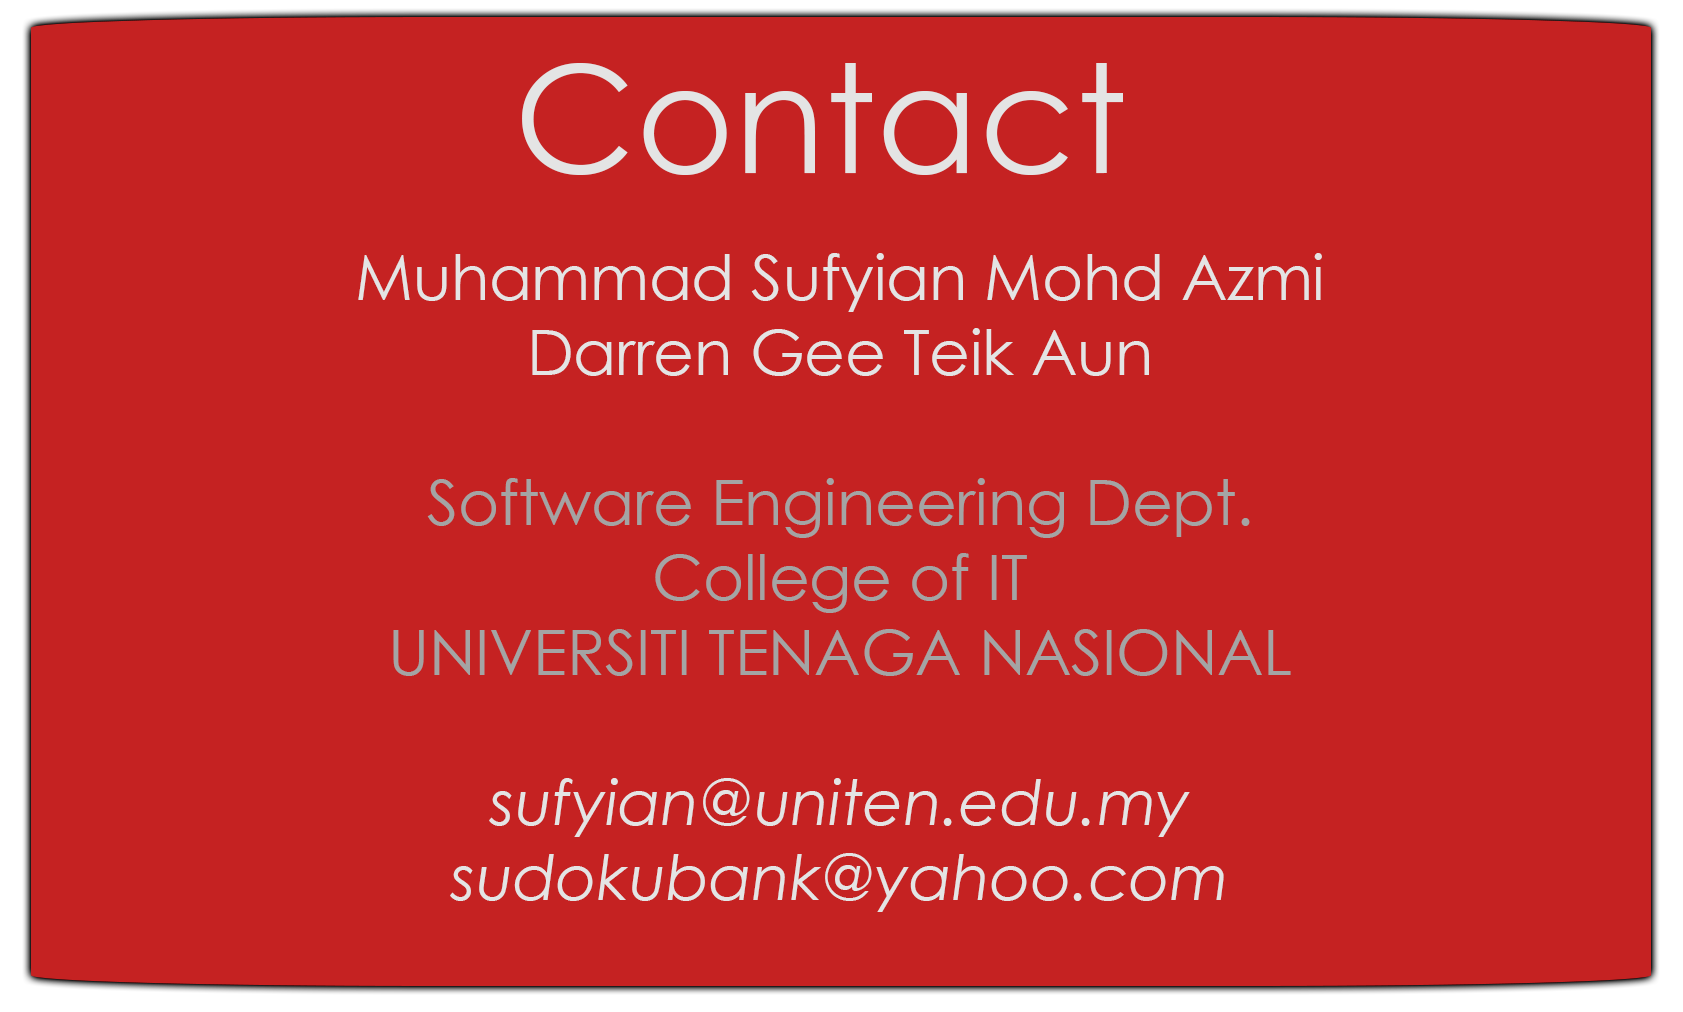 Contact
Muhammad Sufyian Mohd Azmi
Darren Gee Teik Aun
Software Engineering Dept.
College of IT
UNIVERSITI TENAGA NASIONAL
sufyian@uniten.edu.my
sudokubank@yahoo.com